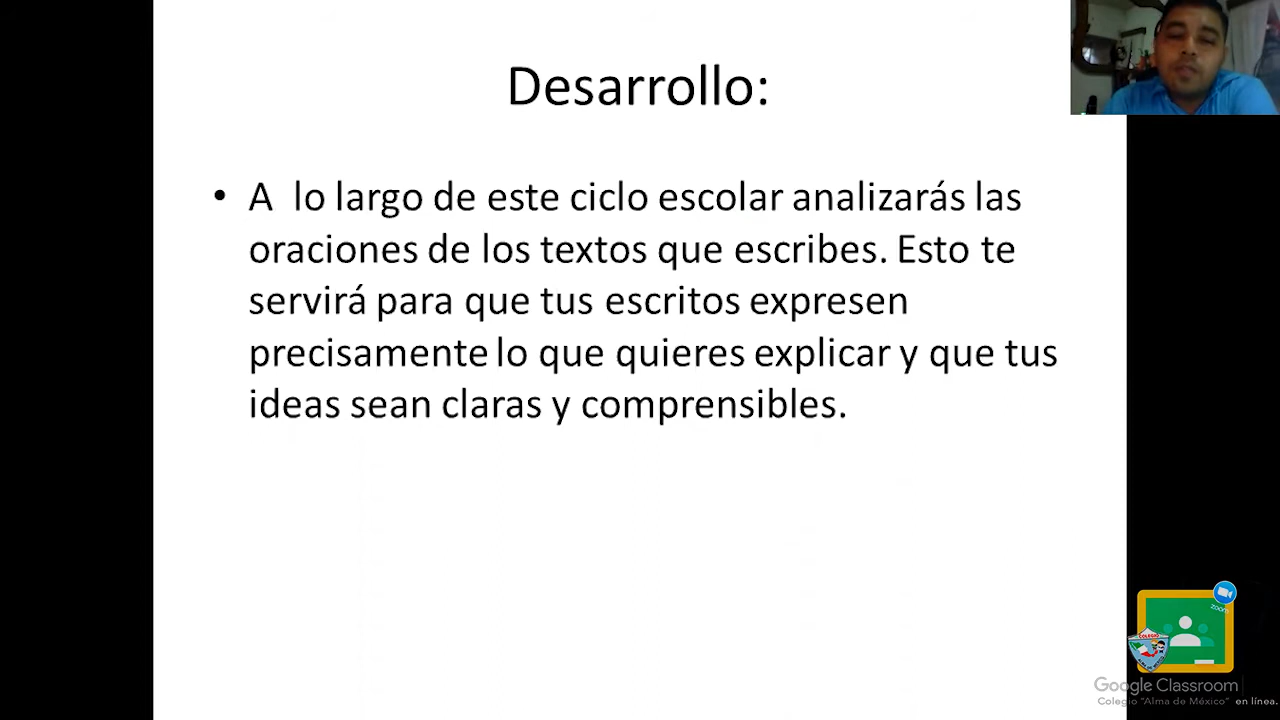 Desarrollo:
• A lo largo de este ciclo escolar analizarás las
oraciones de los textos que escribes. Esto te
servirá para que tus escritos expresen
precisamente lo que quieres explicar y que tus
ideas sean claras y comprensibles.
zoom
COLEGIO
Google Classroom
Colegio "Alma de México" en línea.